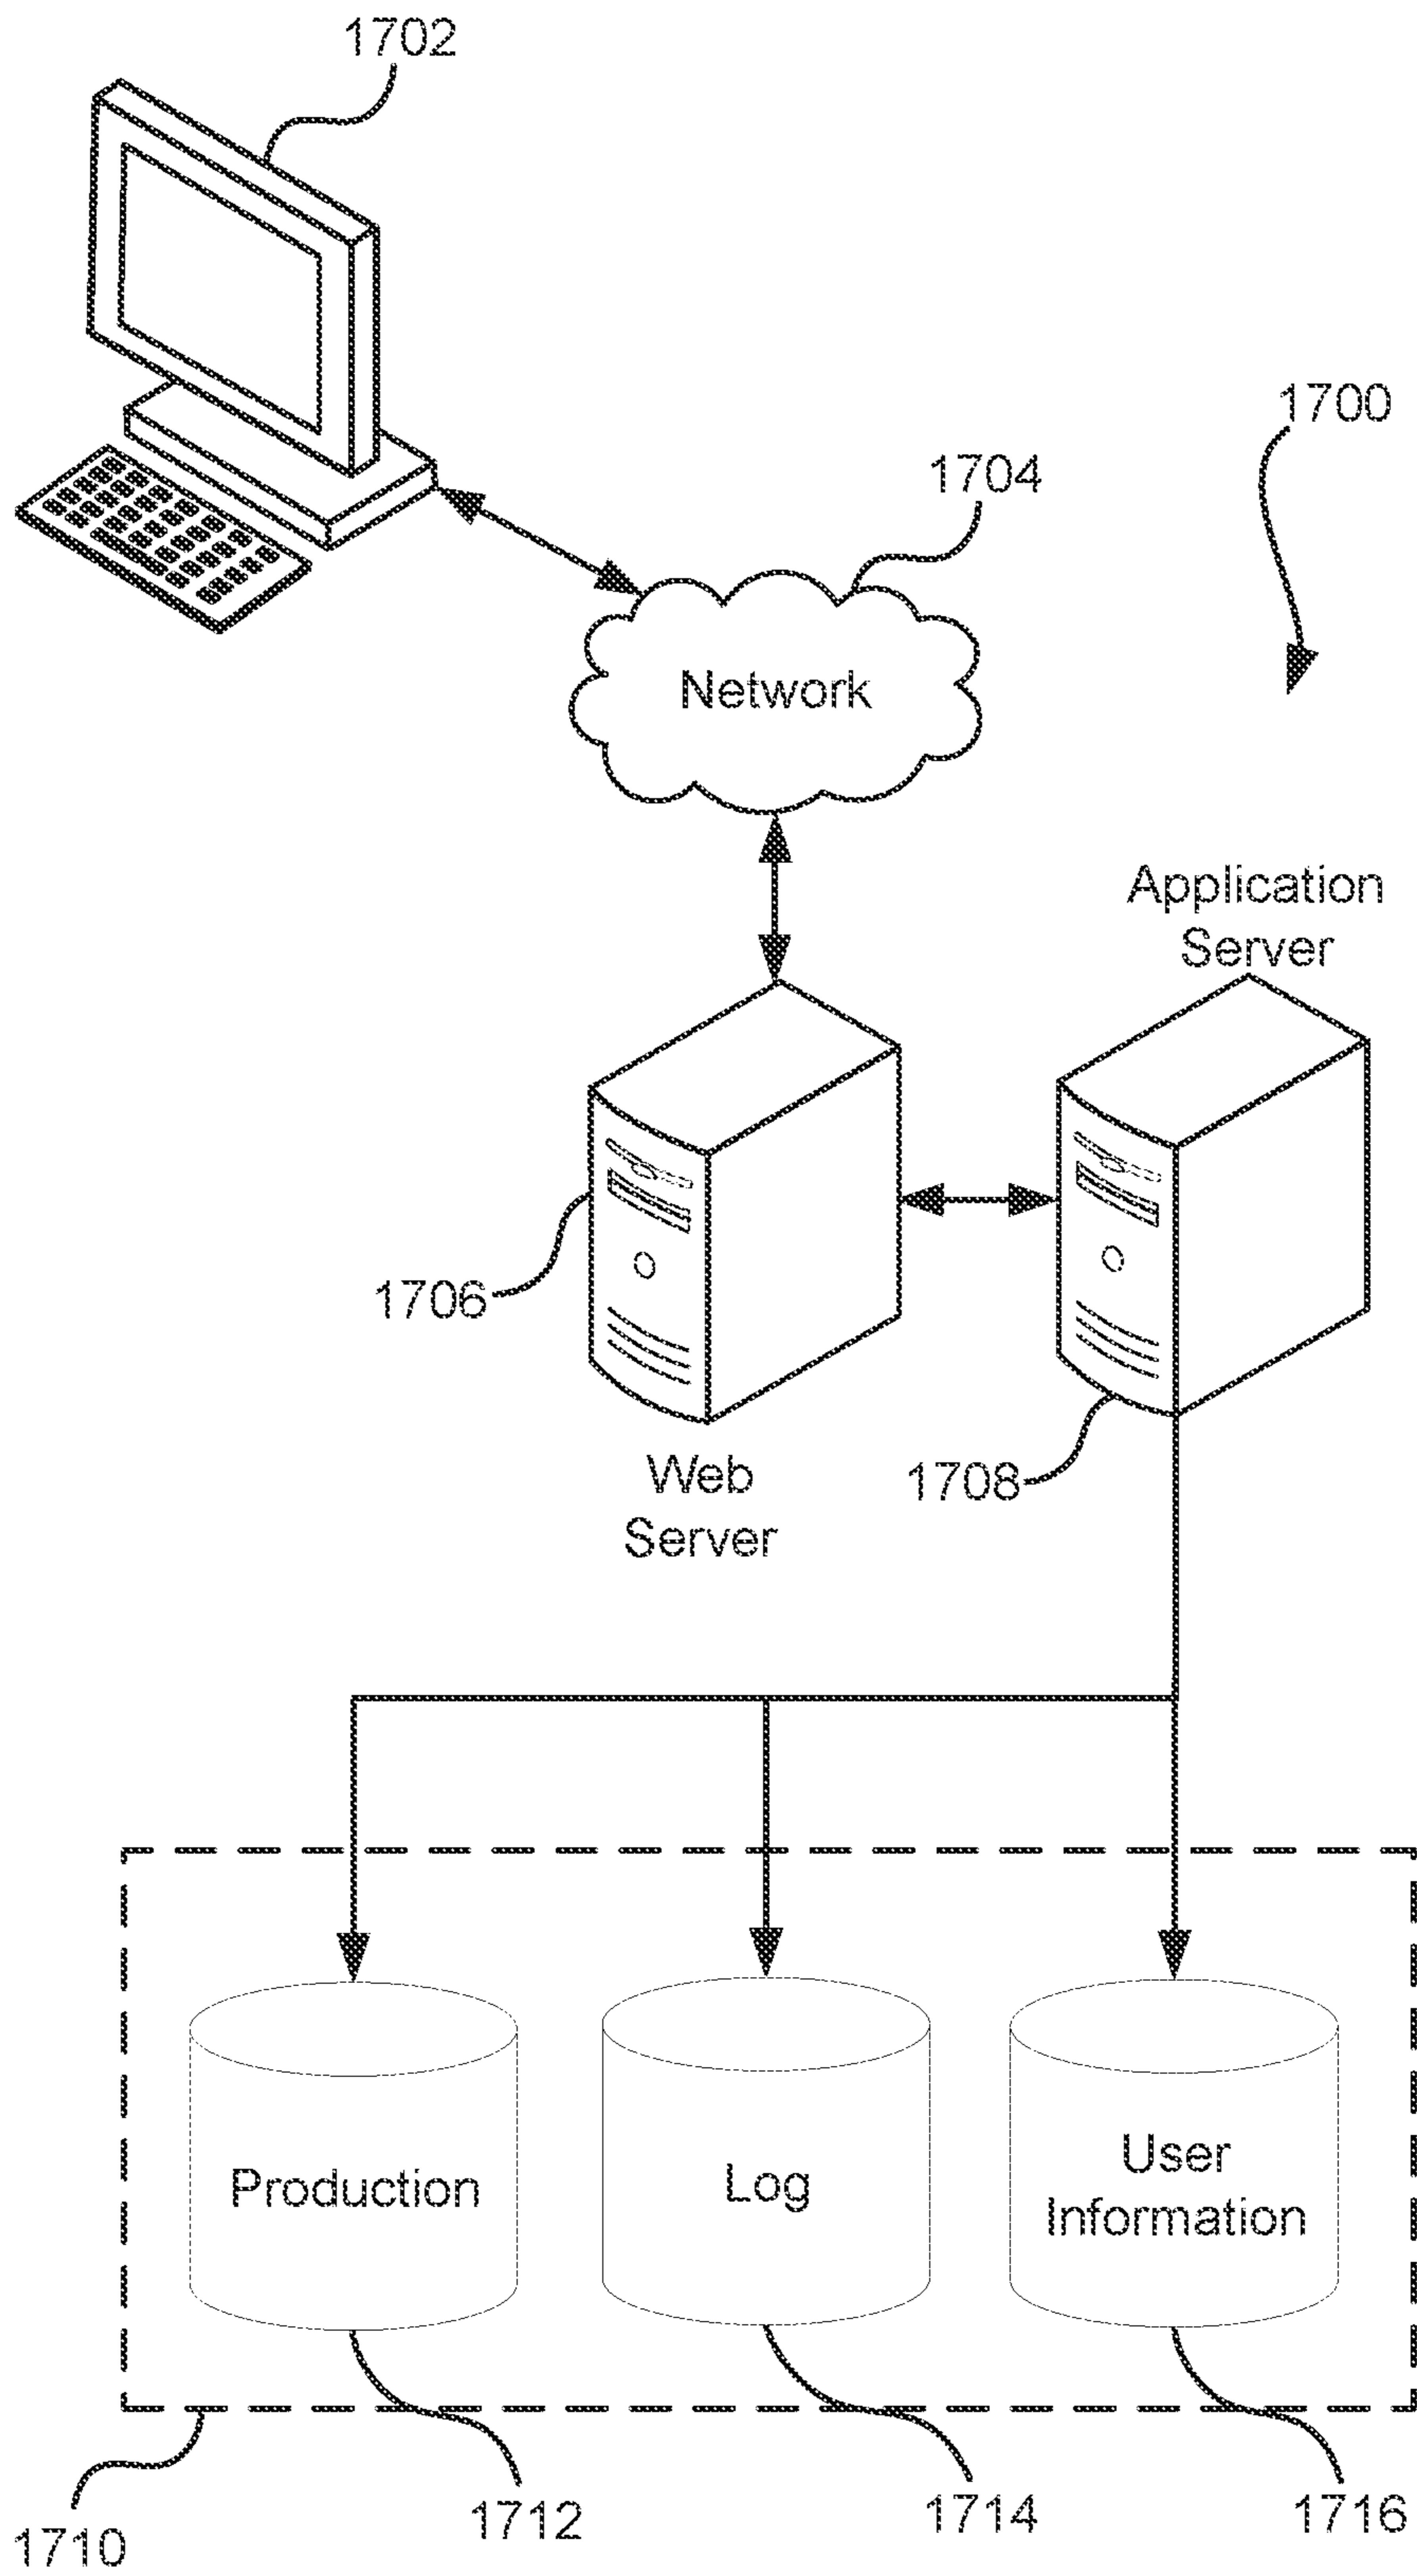 1702
1700
1704
Network
Application
Server
1706
Web
Server
1708
Production
Log
User
Information
1710
1712
1714
1716